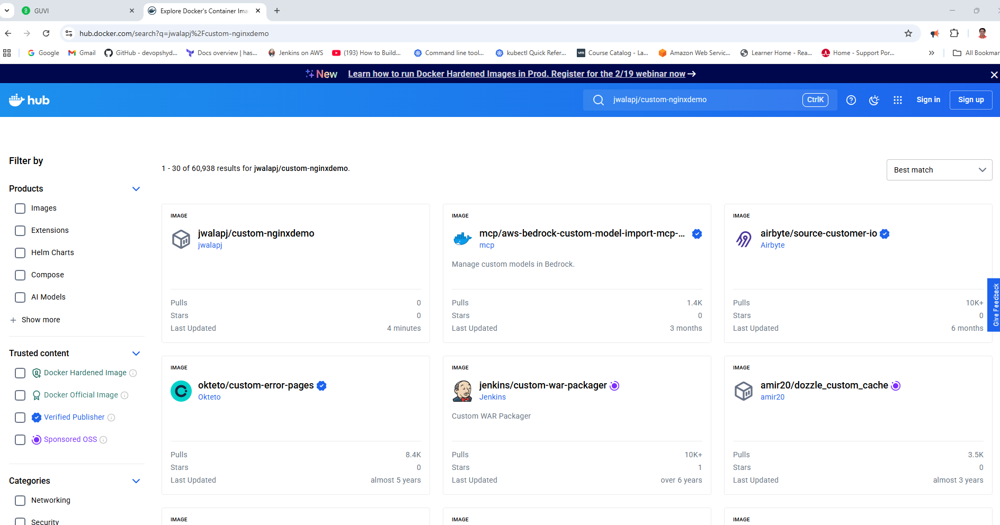 GUVI
Explore Docker's Container Ima
hub.docker.com/search?q=jwalapj%2Fcustom-nginxdemo
Google
Gmail
GitHub - devopshyd...
Docs overview | has...
Jenkins on AWS
(193) How to Build...
Command line tool...
kubectl Quick Refer...
vm
Course Catalog - La...
Amazon Web Servic...
Learner Home - Rea...
Home - Support Por...
All Bookmar
New Learn how to run Docker Hardened Images in Prod. Register for the 2/19 webinar now →
hub
jwalapj/custom-nginxdemo
CtrlK
Sign in
Sign up
Filter by
1 - 30 of 60,938 results for jwalapj/custom-nginxdemo.
Best match
Products
Images
Extensions
Helm Charts
Compose
AI Models
Show more
Trusted content
Docker Hardened Image
Docker Official Image
Verified Publisher
Sponsored OSS
Categories
Networking
Security
IMAGE
jwalapj/custom-nginxdemo
jwalapj
Pulls 0
Stars 0
Last Updated 4 minutes
IMAGE
mcp/aws-bedrock-custom-model-import-mcp-...
mcp
Manage custom models in Bedrock.
Pulls 1.4K
Stars 0
Last Updated 3 months
IMAGE
airbyte/source-customer-io
Airbyte
Pulls 10K+
Stars 0
Last Updated 6 months
Give Feedback
IMAGE
okteto/custom-error-pages
Okteto
Pulls 8.4K
Stars 0
Last Updated almost 5 years
IMAGE
jenkins/custom-war-packager
Jenkins
Custom WAR Packager
Pulls 10K+
Stars 1
Last Updated over 6 years
IMAGE
amir20/dozzle_custom_cache
amir20
Pulls 3.5K
Stars 0
Last Updated almost 3 years
IMAGE
IMAGE
IMAGE